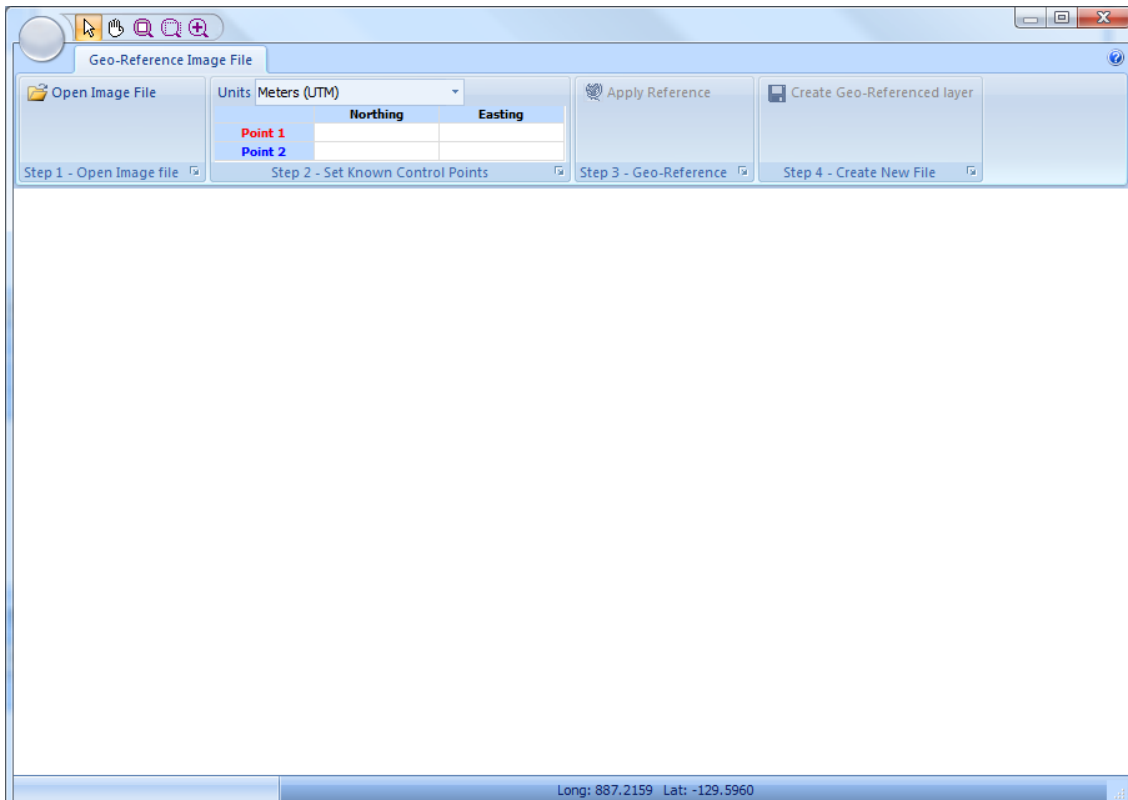 Geo-Reference Image File
Open Image File
Units Meters (UTM)
Northing Easting
Point 1
Point 2
Apply Reference
Create Geo-Referenced layer
Step 1 - Open Image file
Step 2 - Set Known Control Points
Step 3 - Geo-Reference
Step 4 - Create New File
Long: 887.2159 Lat: -129.5960